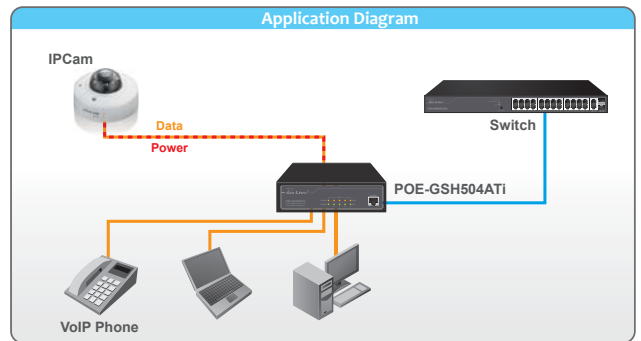 Application Diagram
IPCam
Data
Power
Switch
POE-GSH504ATi
VoIP Phone